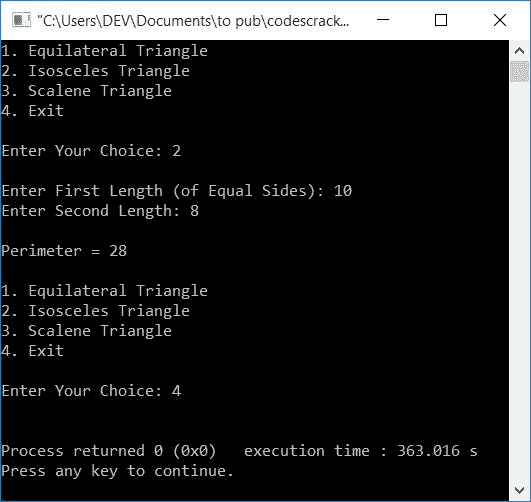 "C:\Users\DEV\Documents\to pub\codescrack...
1. Equilateral Triangle
2. Isosceles Triangle
3. Scalene Triangle
4. Exit
Enter Your Choice: 2
Enter First Length (of Equal Sides): 10
Enter Second Length: 8
Perimeter = 28
1. Equilateral Triangle
2. Isosceles Triangle
3. Scalene Triangle
4. Exit
Enter Your Choice: 4
Process returned 0 (0x0)   execution time : 363.016 s
Press any key to continue.